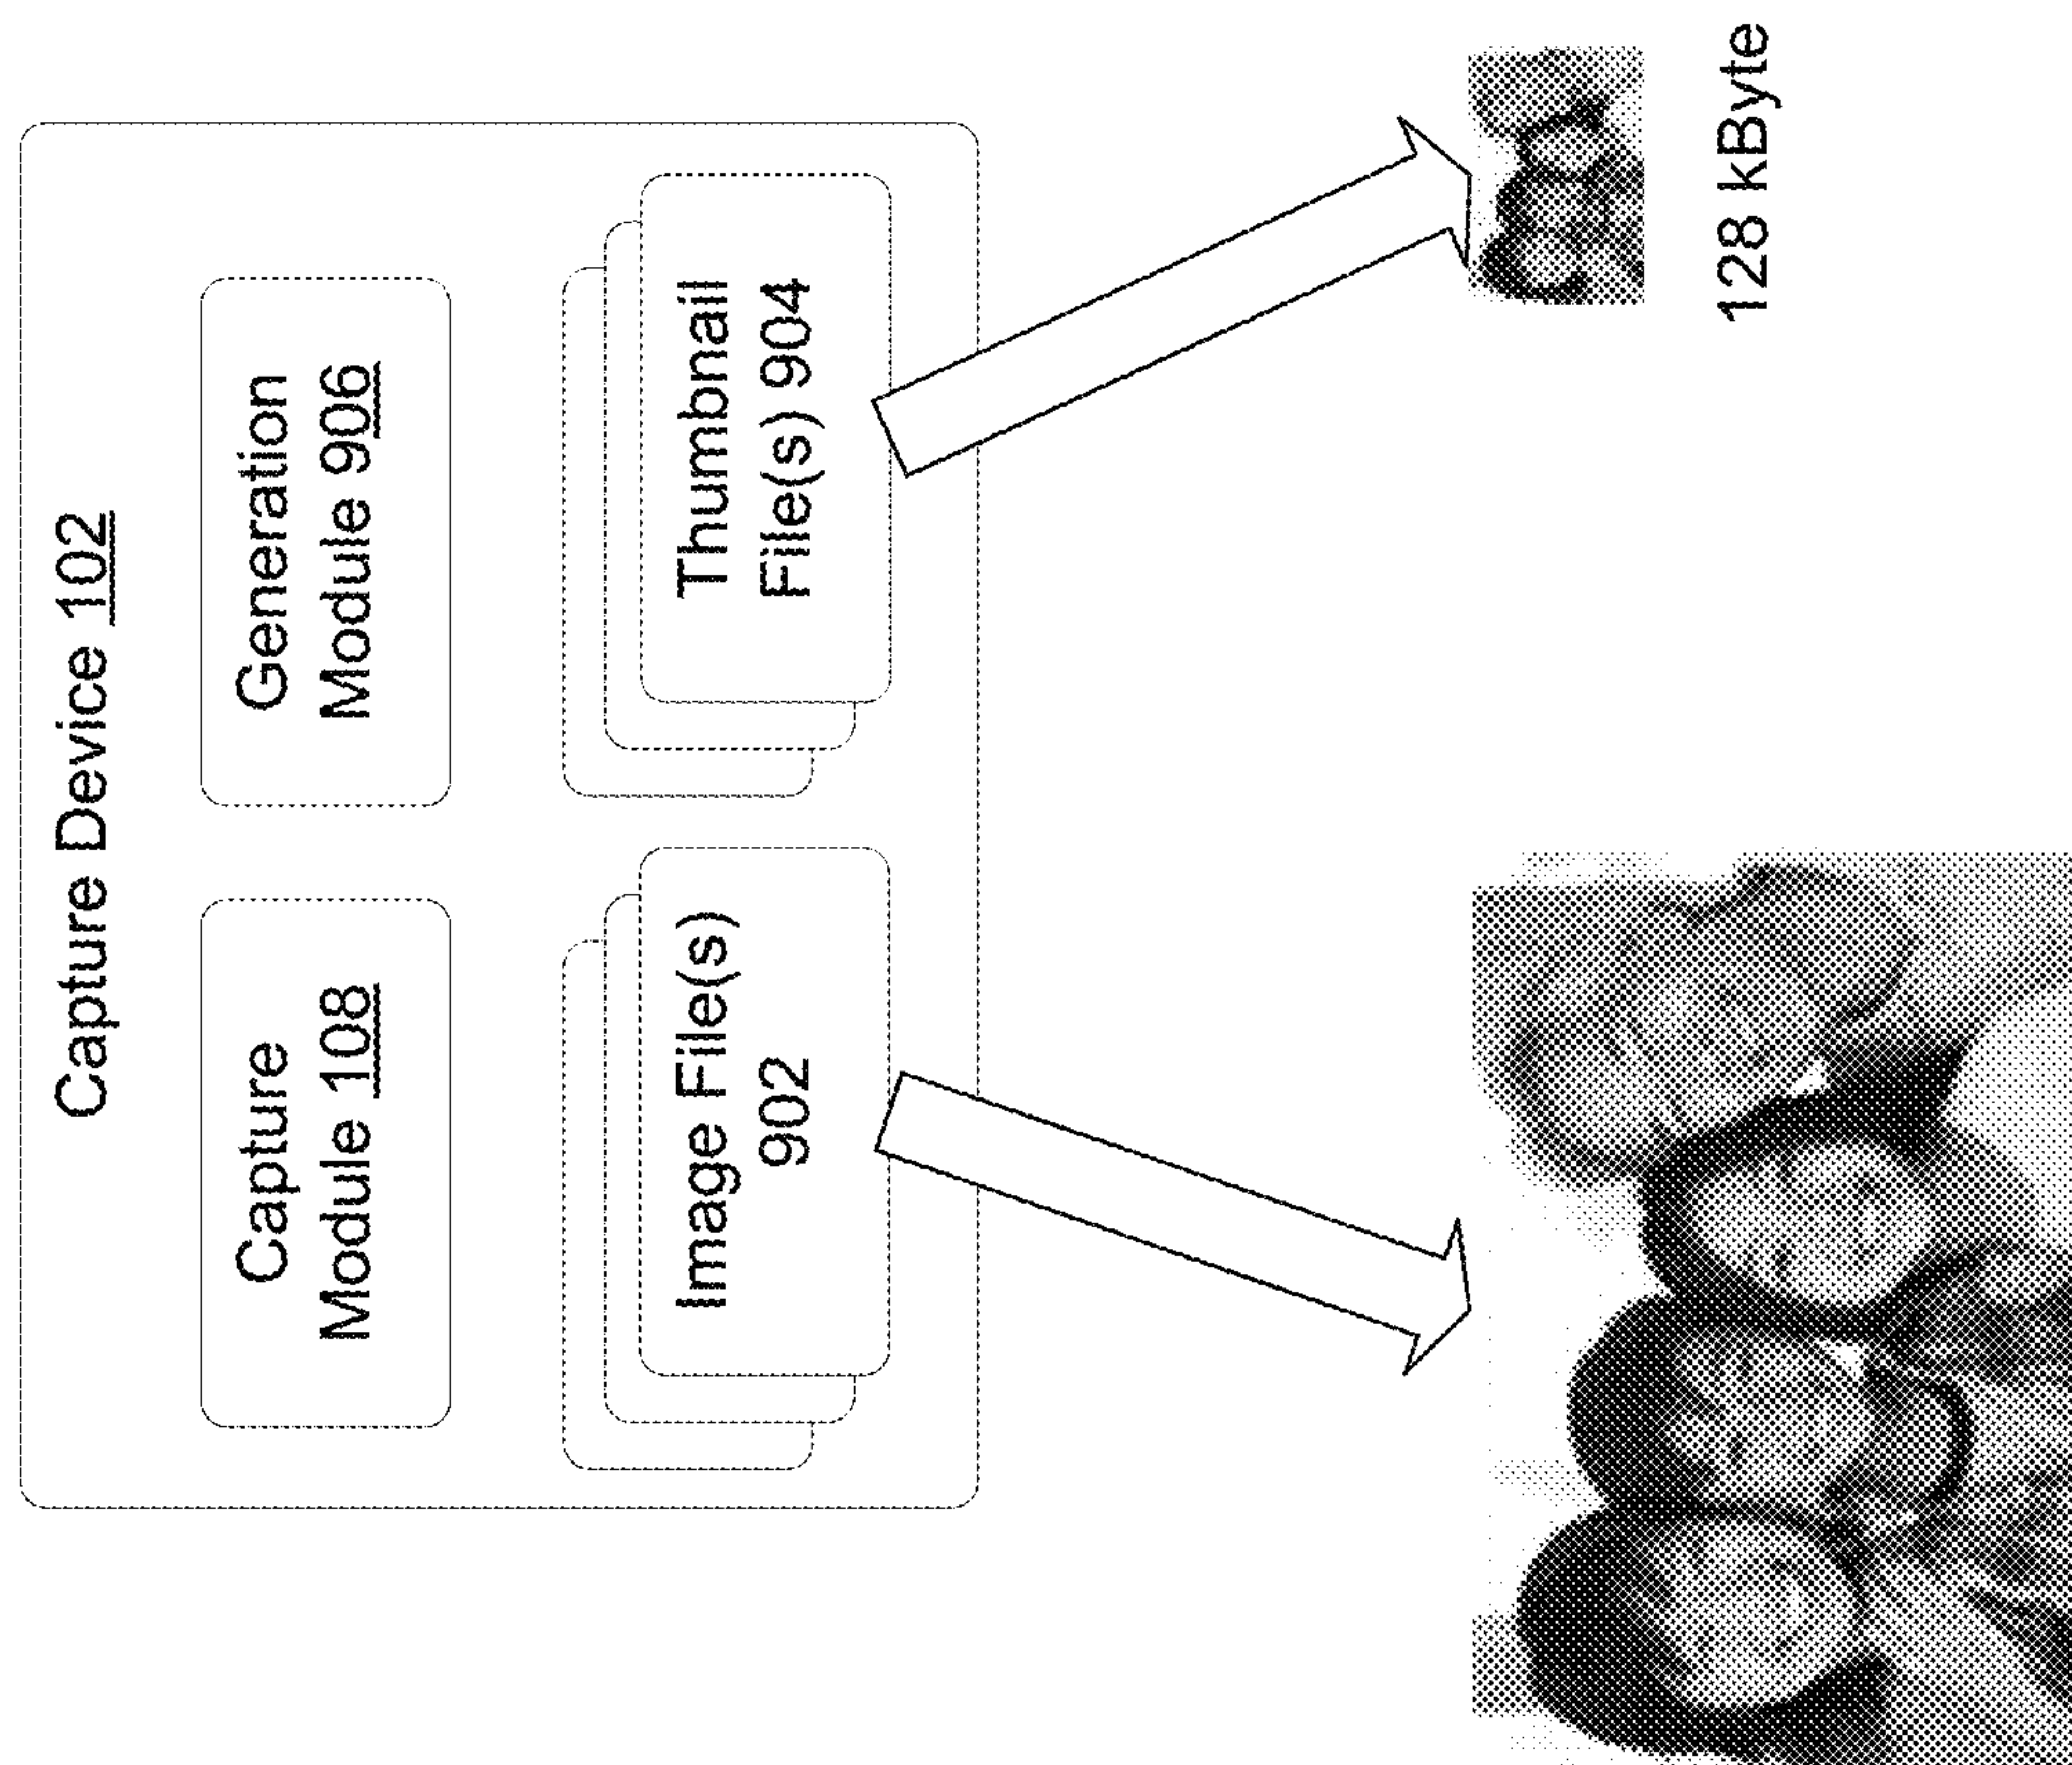 Capture Device 102
Capture
Module 108
Generation
Module 906
Image File(s)
902
Thumbnail
File(s) 904
128 kByte